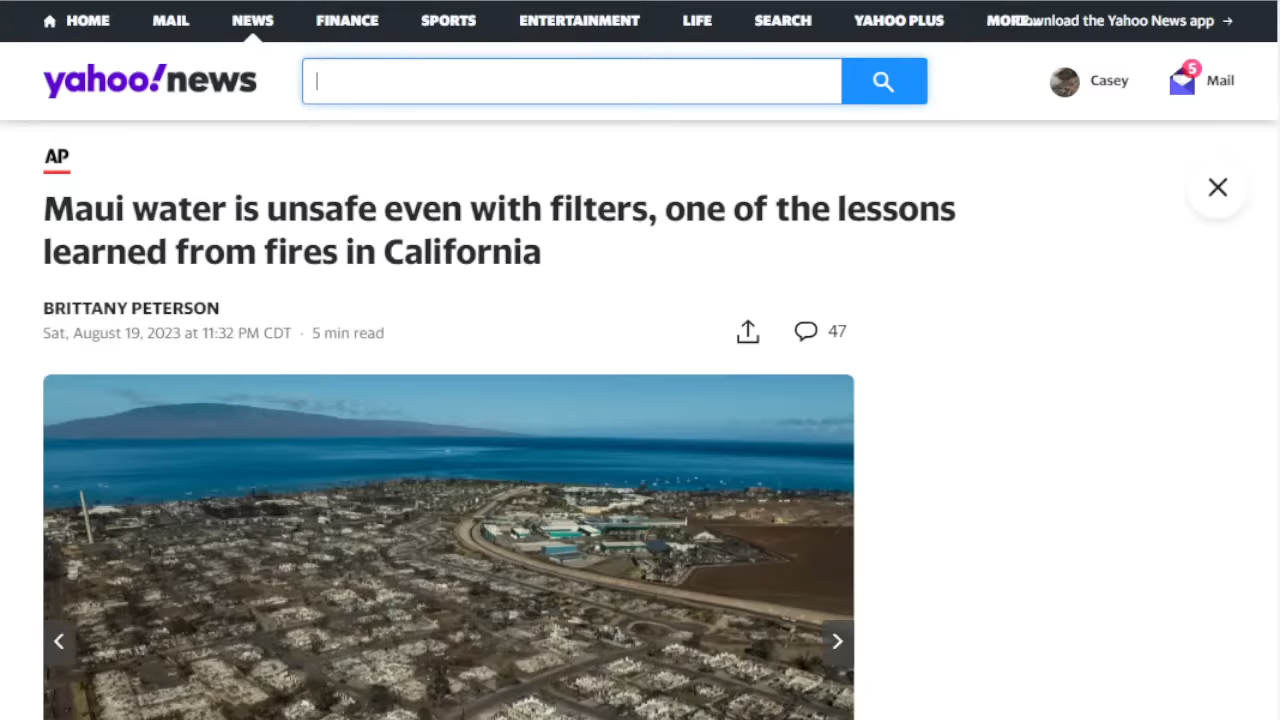 HOME MAIL NEWS FINANCE SPORTS ENTERTAINMENT LIFE SEARCH YAHOO PLUS the Yahoo News app →
yahoo!news
Casey
5
Mail
AP
Maui water is unsafe even with filters, one of the lessons
learned from fires in California
BRITTANY PETERSON
Sat, August 19, 2023 at 11:32 PM CDT · 5 min read
47